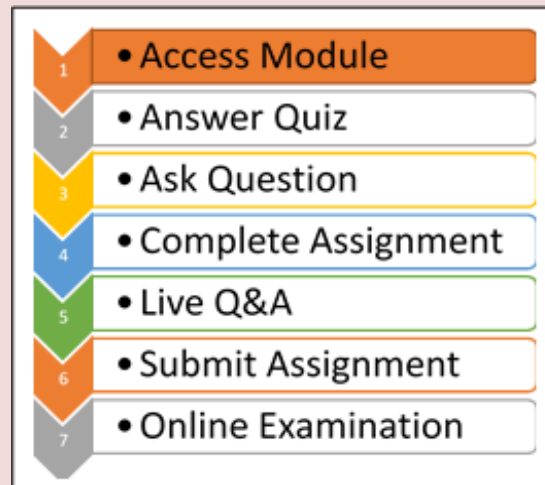 1 • Access Module
2 • Answer Quiz
3 • Ask Question
4 • Complete Assignment
5 • Live Q&A
6 • Submit Assignment
7 • Online Examination